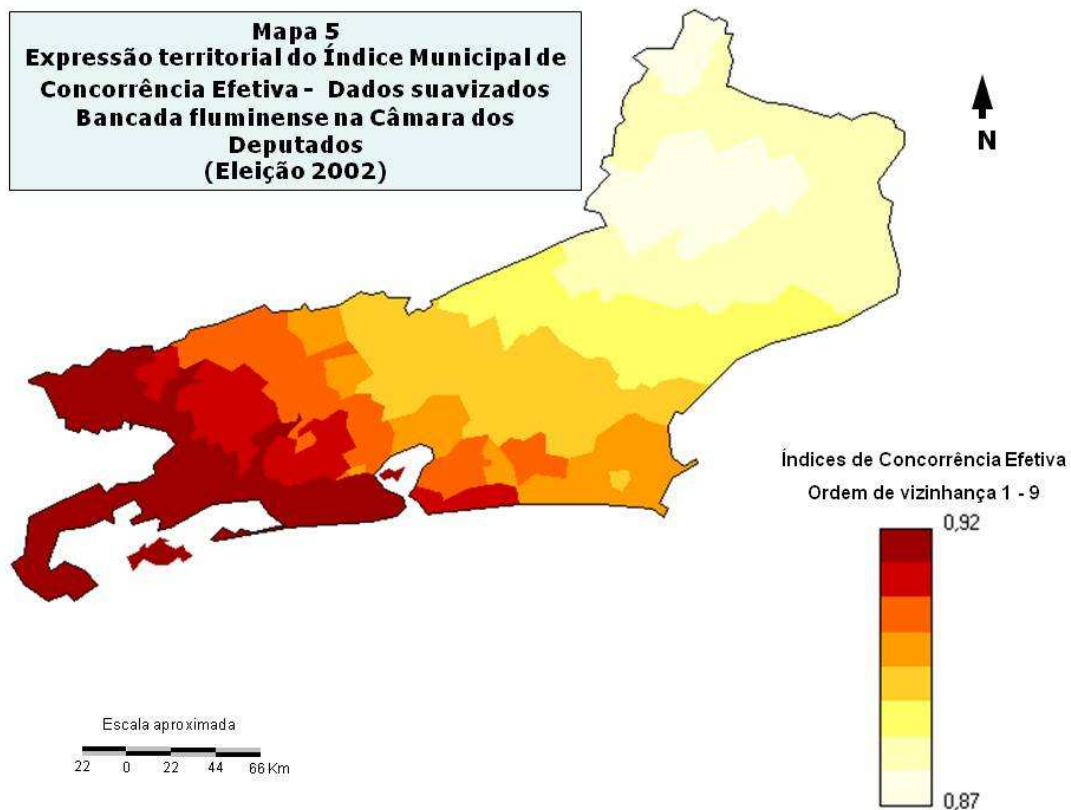 Mapa 5
Expressão territorial do Índice Municipal de
Concorrência Efetiva - Dados suavizados
Bancada fluminense na Câmara dos
Deputados
(Eleição 2002)
N
Índices de Concorrência Efetiva
Ordem de vizinhança 1 - 9
0,92
0,87
Escala aproximada
22 0 22 44 66 Km